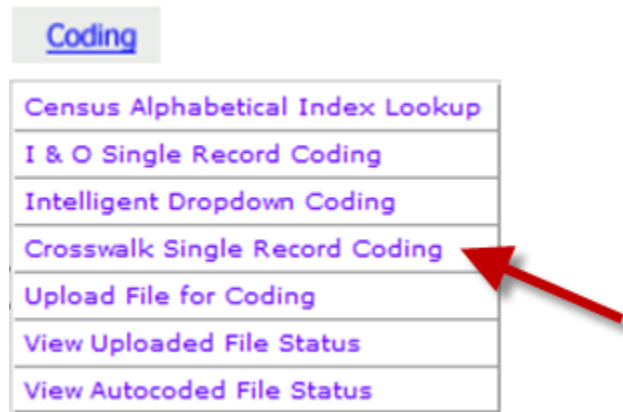 Coding
Census Alphabetical Index Lookup
I & O Single Record Coding
Intelligent Dropdown Coding
Crosswalk Single Record Coding
Upload File for Coding
View Uploaded File Status
View Autocoded File Status